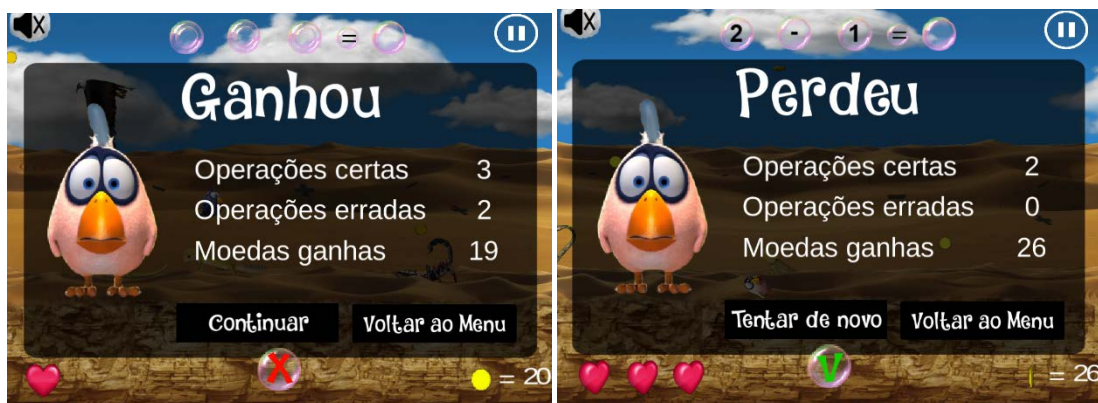 =
Ganhou
Operações certas 3
Operações erradas 2
Moedas ganhas 19
Continuar Voltar ao Menu
X
= 20
2 - 1 =
Perdeu
Operações certas 2
Operações erradas 0
Moedas ganhas 26
Tentar de novo Voltar ao Menu
V
= 26